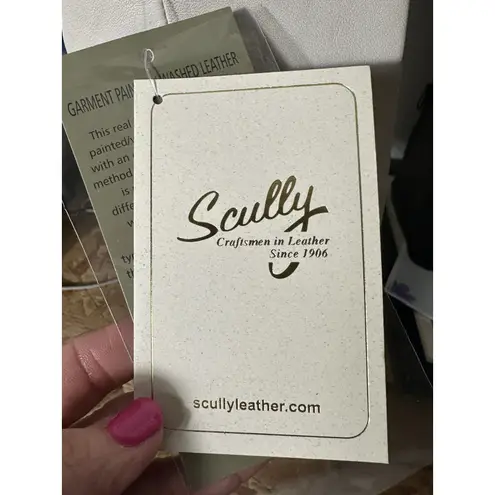 GARMENT WASHED LEATHER
This real
painted/
with an
method
is
diffe
Scully
Craftsmen in Leather
Since 1906
scullyleather.com